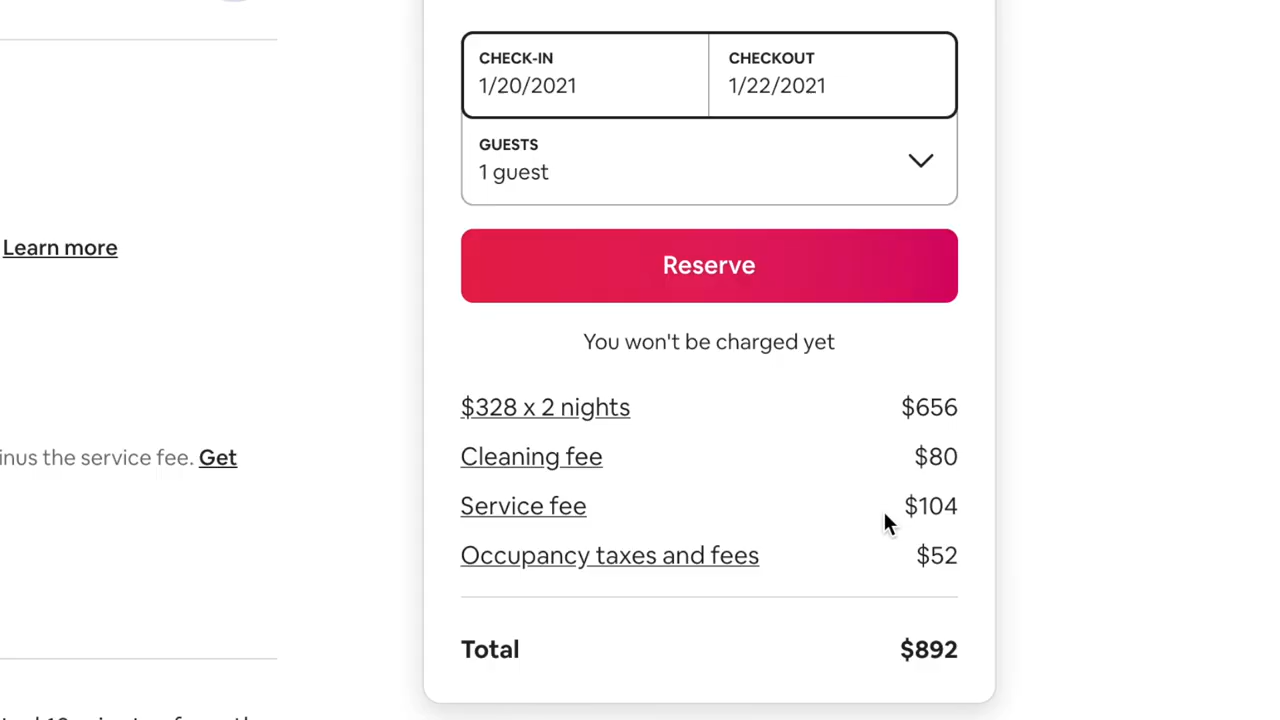 CHECK-IN
1/20/2021
CHECKOUT
1/22/2021
GUESTS
1 guest
Learn more
Reserve
You won't be charged yet
$328 x 2 nights $656
inus the service fee. Get
Cleaning fee $80
Service fee $104
Occupancy taxes and fees $52
Total $892